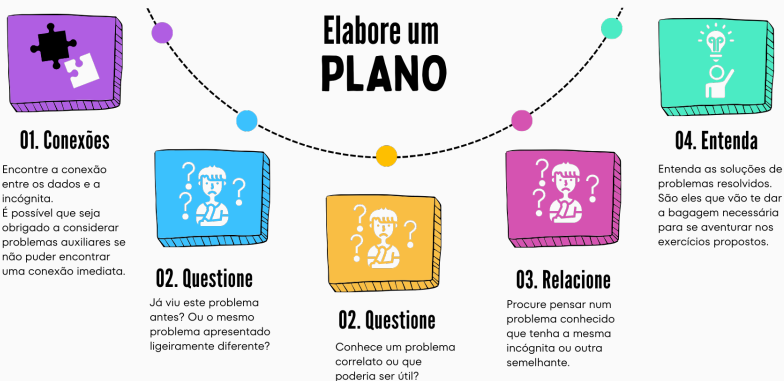 Elabore um
PLANO
01. Conexões
Encontre a conexão
entre os dados e a
incógnita.
É possível que seja
obrigado a considerar
problemas auxiliares se
não puder encontrar
uma conexão imediata.
02. Questione
Já viu este problema
antes? Ou o mesmo
problema apresentado
ligeiramente diferente?
02. Questione
Conhece um problema
correlato ou que
poderia ser útil?
03. Relacione
Procure pensar num
problema conhecido
que tenha a mesma
incógnita ou outra
semelhante.
04. Entenda
Entenda as soluções de
problemas resolvidos.
São eles que vão te dar
a bagagem necessária
para se aventurar nos
exercícios propostos.